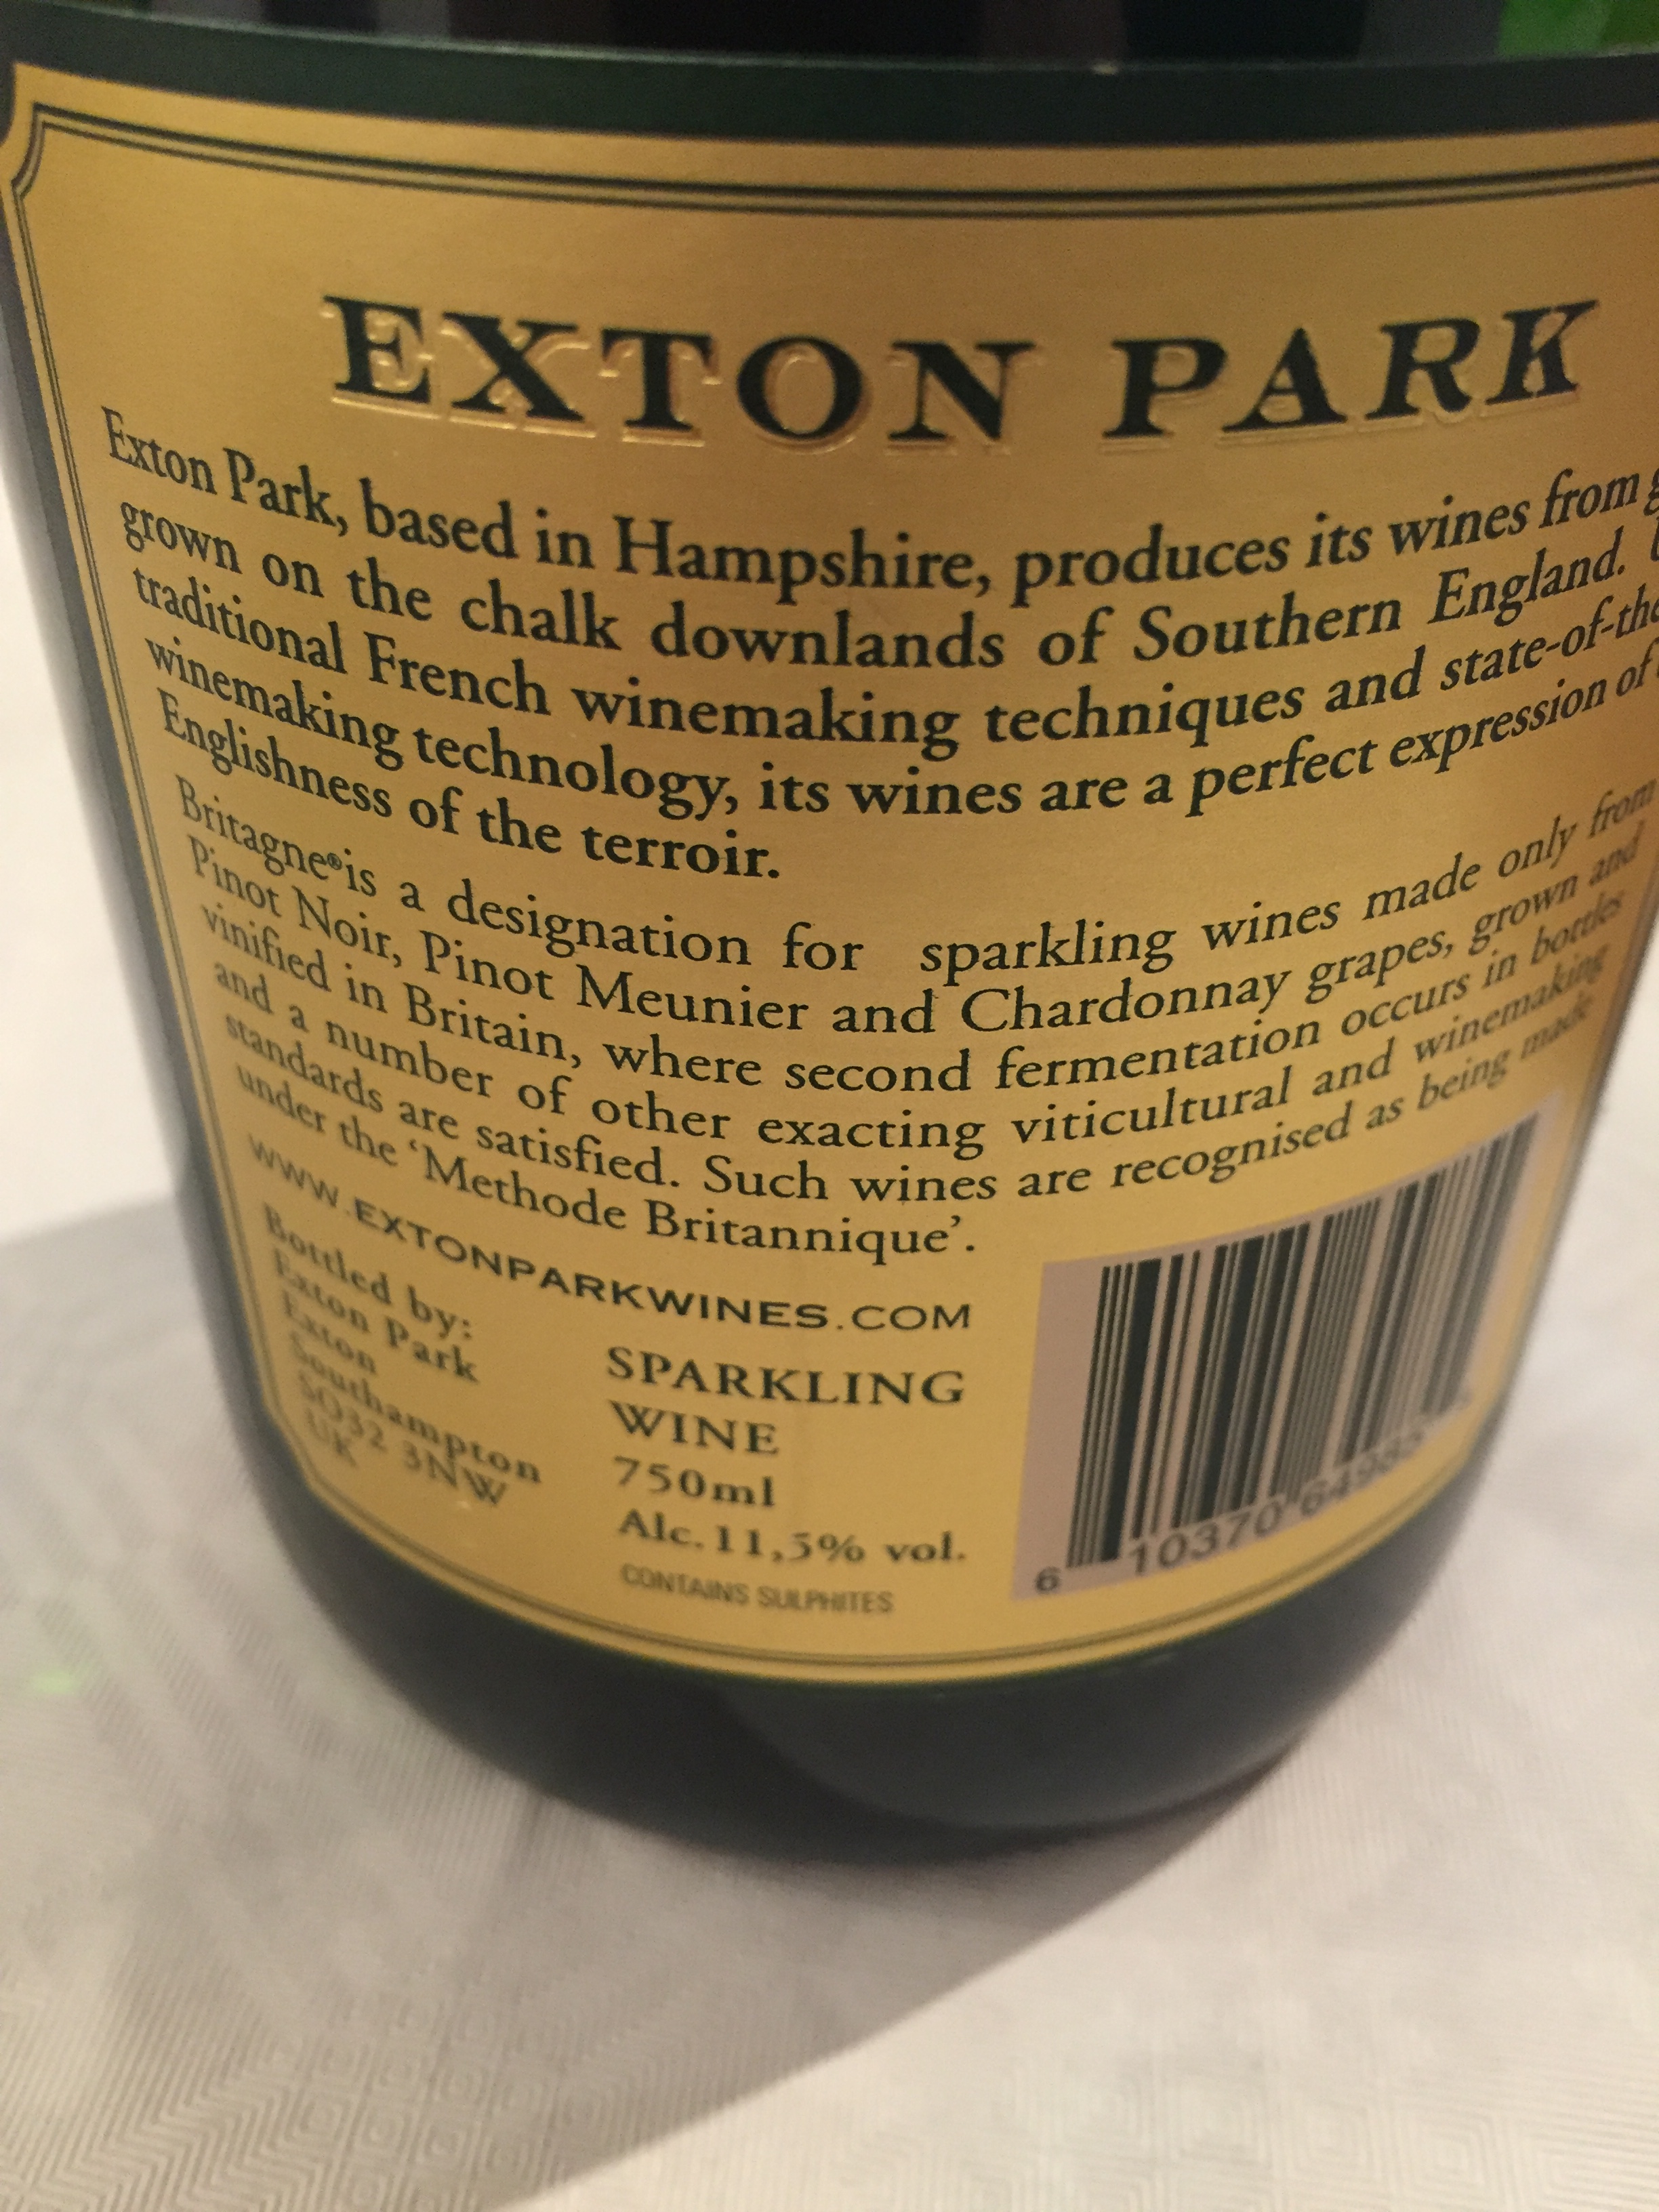 EXTON PARK
Exton Park, based in Hampshire, produces its wines from
grown on the chalk downlands of Southern England.
traditional French winemaking techniques and state-of-the
winemaking technology, its wines are a perfect expression of
Englishness of the terroir.
Britagne® is a designation for sparkling wines made only from
Pinot Noir, Pinot Meunier and Chardonnay grapes, grown and
vinified in Britain, where second fermentation occurs in bottles
and a number of other exacting viticultural and winemaking
standards are satisfied. Such wines are recognised as being made
under the ‘Methode Britannique’.
WWW.EXTONPARKWINES.COM
Bottled by:
Exton Park
Exton
Southampton
SO32 3NW
UK
SPARKLING
WINE
750ml
Alc.11,5% vol.
CONTAINS SULPHITES
6 10370